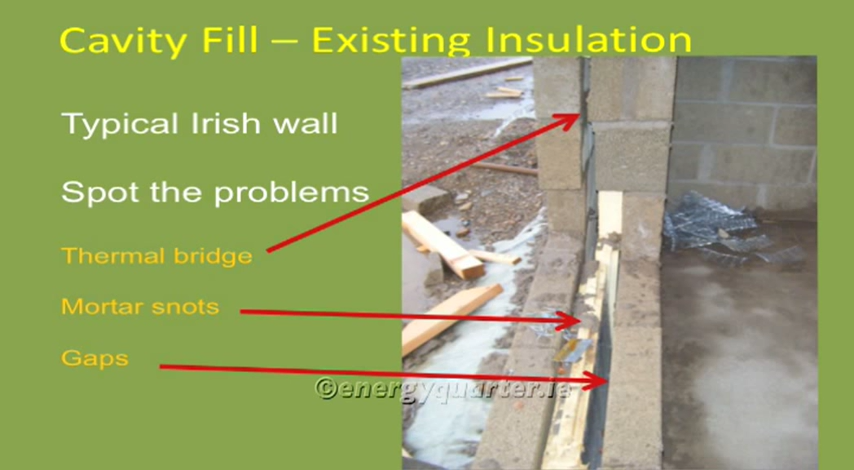 Cavity Fill – Existing Insulation
Typical Irish wall
Spot the problems
Thermal bridge
Mortar snots
Gaps
©energyquarter.ie